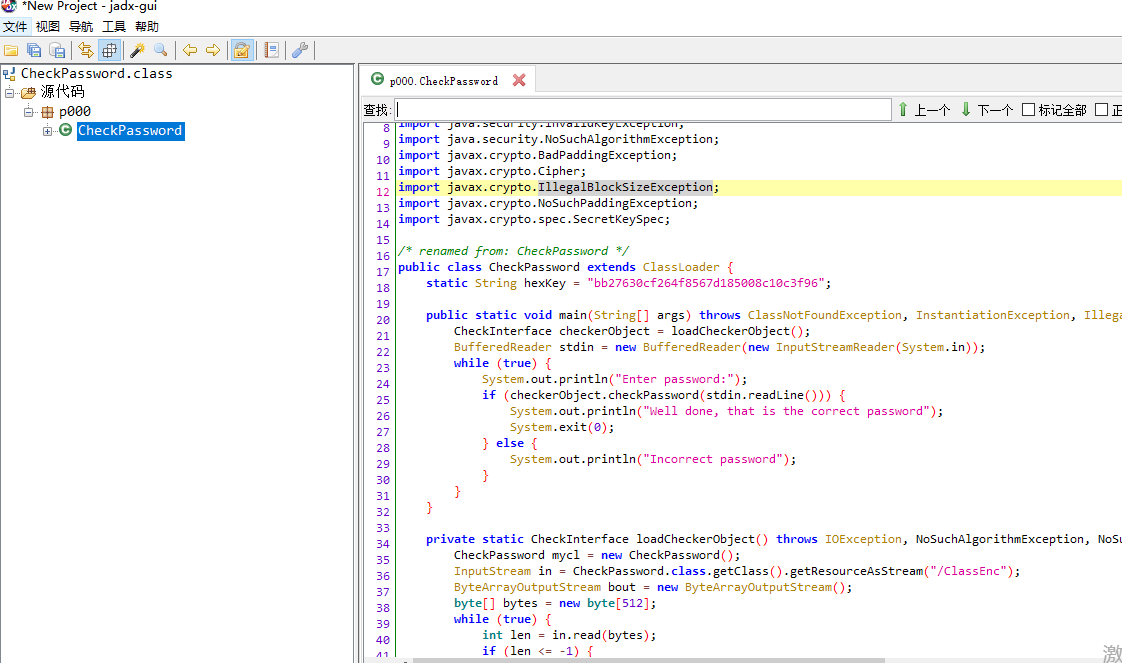 *New Project - jadx-gui
文件 视图 导航 工具 帮助
CheckPassword.class
源代码
p000
CheckPassword
p000.CheckPassword
查找: 上一个 下一个 标记全部 正
8 import java.security.InvalidKeyException;
9 import java.security.NoSuchAlgorithmException;
10 import javax.crypto.BadPaddingException;
11 import javax.crypto.Cipher;
12 import javax.crypto.IllegalBlockSizeException;
13 import javax.crypto.NoSuchPaddingException;
14 import javax.crypto.spec.SecretKeySpec;
15
16 /* renamed from: CheckPassword */
17 public class CheckPassword extends ClassLoader {
18 static String hexKey = "bb27630cf264f8567d185008c10c3f96";
19
20 public static void main(String[] args) throws ClassNotFoundException, InstantiationException, Illega
21 CheckInterface checkerObject = loadCheckerObject();
22 BufferedReader stdin = new BufferedReader(new InputStreamReader(System.in));
23 while (true) {
24 System.out.println("Enter password:");
25 if (checkerObject.checkPassword(stdin.readLine())) {
26 System.out.println("Well done, that is the correct password");
27 System.exit(0);
28 } else {
29 System.out.println("Incorrect password");
30 }
31 }
32 }
33
34 private static CheckInterface loadCheckerObject() throws IOException, NoSuchAlgorithmException, NoSu
35 CheckPassword mycl = new CheckPassword();
36 InputStream in = CheckPassword.class.getClass().getResourceAsStream("/ClassEnc");
37 ByteArrayOutputStream bout = new ByteArrayOutputStream();
38 byte[] bytes = new byte[512];
39 while (true) {
40 int len = in.read(bytes);
41 if (len <= -1) {
激